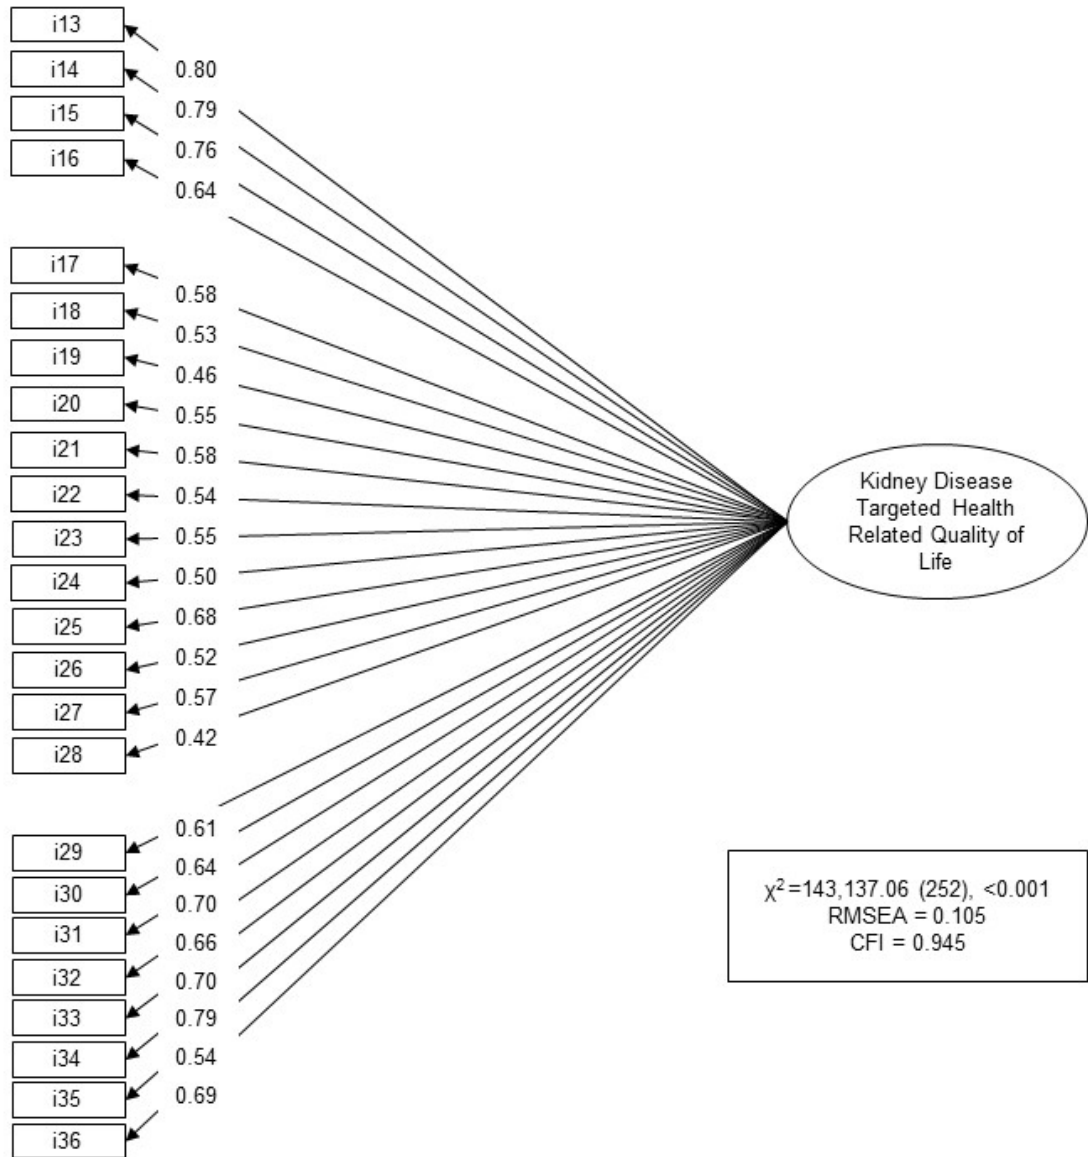 i13
0.80
i14
0.79
i15
0.76
i16
0.64
i17
0.58
i18
0.53
i19
0.46
i20
0.55
i21
0.58
i22
0.54
i23
0.55
i24
0.50
i25
0.68
i26
0.52
i27
0.57
i28
0.42
Kidney Disease
Targeted Health
Related Quality of
Life
i29
0.61
i30
0.64
i31
0.70
i32
0.66
i33
0.70
i34
0.79
i35
0.54
i36
0.69
χ²=143,137.06 (252), <0.001
RMSEA = 0.105
CFI = 0.945